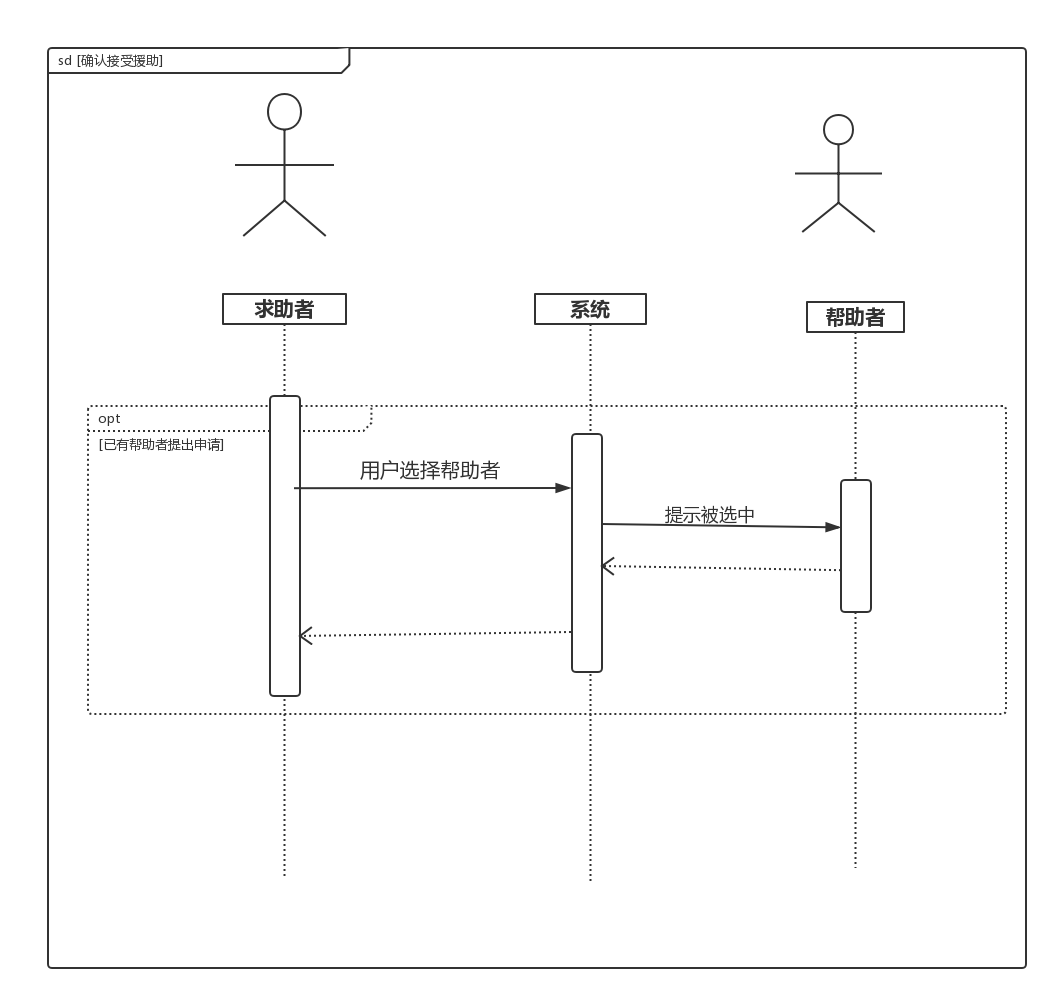 sd [确认接受援助]
求助者
系统
帮助者
opt
[已有帮助者提出申请]
用户选择帮助者
提示被选中